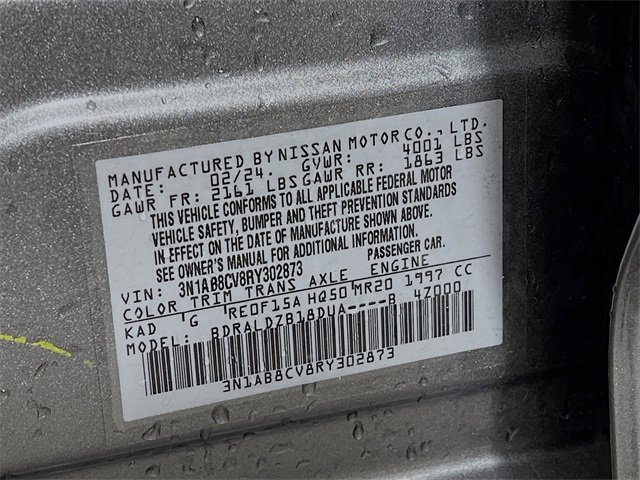 MANUFACTURED BY NISSAN MOTOR CO., LTD.
DATE: 02/24. GVWR: 4001 LBS
GAWR FR: 2161 LBS GAWR RR: 1863 LBS
THIS VEHICLE CONFORMS TO ALL APPLICABLE FEDERAL MOTOR
VEHICLE SAFETY, BUMPER AND THEFT PREVENTION STANDARDS
IN EFFECT ON THE DATE OF MANUFACTURE SHOWN ABOVE.
SEE OWNER'S MANUAL FOR ADDITIONAL INFORMATION.
VIN: 3N1AB8CV8RY302873 PASSENGER CAR.
COLOR TRIM TRANS AXLE ENGINE
KAD G RE0F15A HQ50 MR20 1997 CC
MODEL: BDRALDZB18DUA----B 4Z000
3N1AB8CV8RY302873